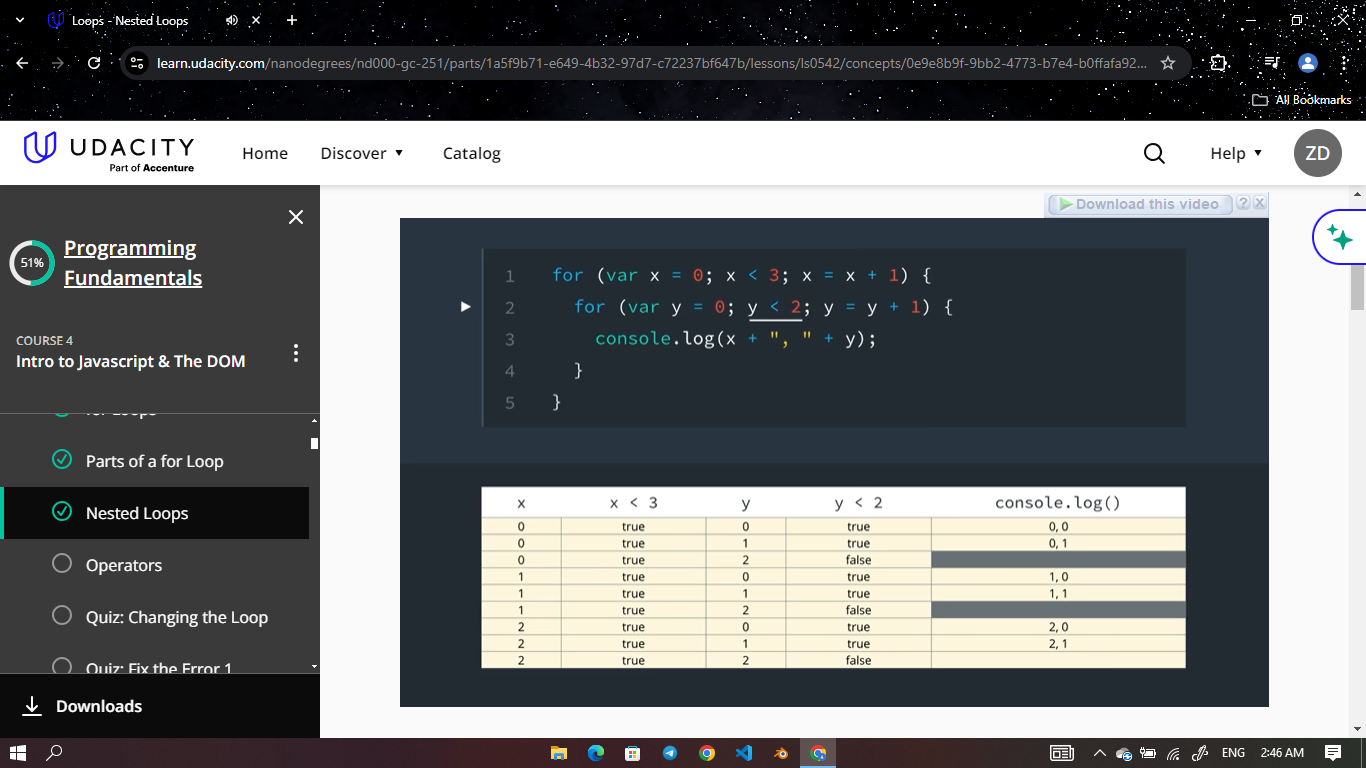 Loops - Nested Loops
learn.udacity.com/nanodegrees/nd000-gc-251/parts/1a5f9b71-e649-4b32-97d7-c72237bf647b/lessons/ls0542/concepts/0e9e8b9f-9bb2-4773-b7e4-b0ffafa92...
All Bookmarks
UDACITY
Part of Accenture
Home Discover Catalog Help ZD
Download this video ? x
51%
Programming
Fundamentals
COURSE 4
Intro to Javascript & The DOM
for Loops
Parts of a for Loop
Nested Loops
Operators
Quiz: Changing the Loop
Quiz: Fix the Error 1
Downloads
1 for (var x = 0; x < 3; x = x + 1) {
2 for (var y = 0; y < 2; y = y + 1) {
3 console.log(x + ", " + y);
4 }
5 }
x x < 3 y y < 2 console.log()
0 true 0 true 0, 0
0 true 1 true 0, 1
0 true 2 false
1 true 0 true 1, 0
1 true 1 true 1, 1
1 true 2 false
2 true 0 true 2, 0
2 true 1 true 2, 1
2 true 2 false
ENG 2:46 AM